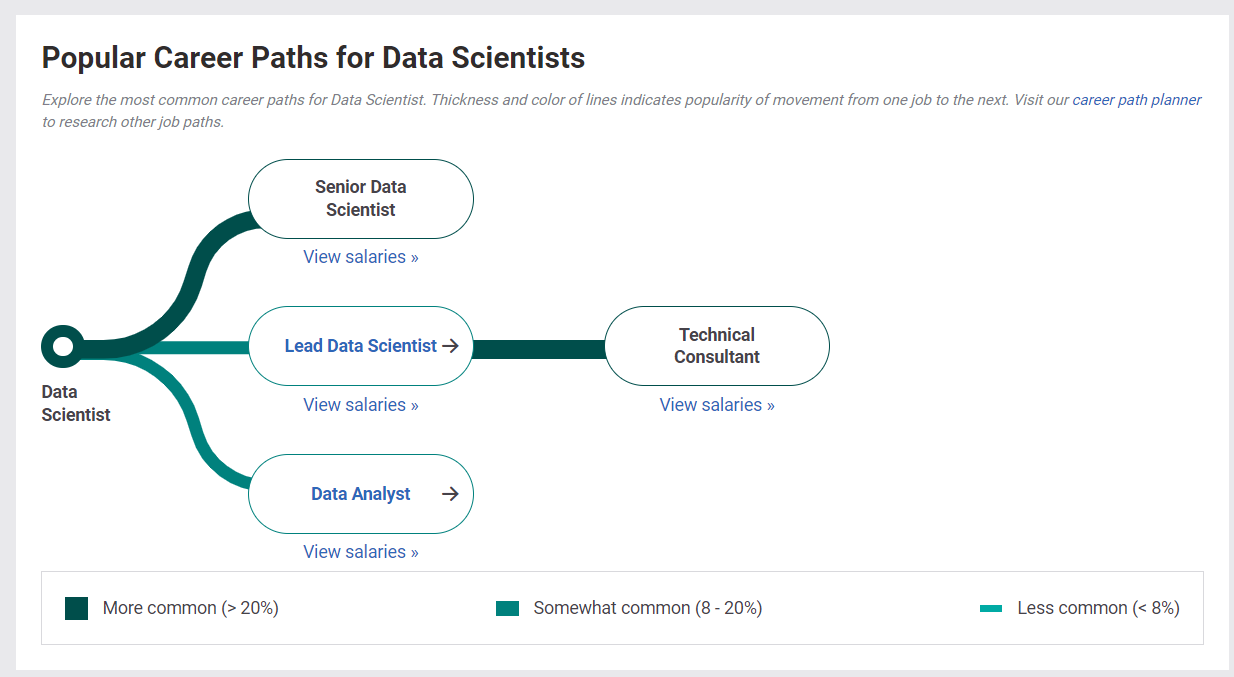 Popular Career Paths for Data Scientists
Explore the most common career paths for Data Scientist. Thickness and color of lines indicates popularity of movement from one job to the next. Visit our career path planner
to research other job paths.
Senior Data
Scientist
View salaries »
Data
Scientist
Lead Data Scientist →
View salaries »
Technical
Consultant
View salaries »
Data Analyst →
View salaries »
More common (> 20%)
Somewhat common (8 - 20%)
Less common (< 8%)